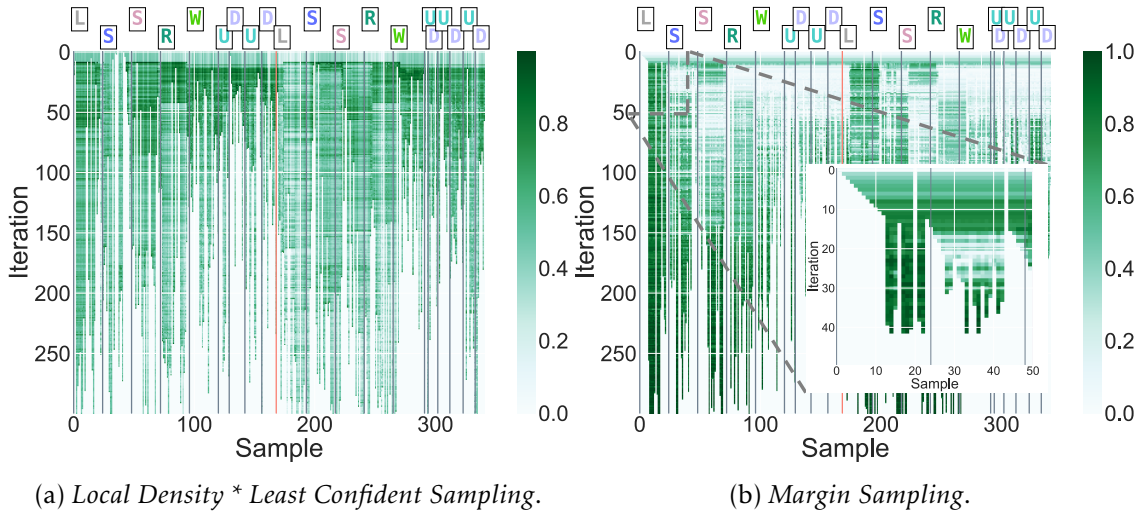 L S W D D S R U U U
S R U U L S W D D D
0
50
100
150
200
250
Iteration
0 100 200 300
Sample
0.8
0.6
0.4
0.2
0.0
(a) Local Density * Least Confident Sampling.
L S W D D S R U U U
S R U U L S W D D D
0
50
100
150
200
250
Iteration
0 100 200 300
Sample
0
10
20
30
40
Iteration
0 10 20 30 40 50
Sample
1.0
0.8
0.6
0.4
0.2
0.0
(b) Margin Sampling.